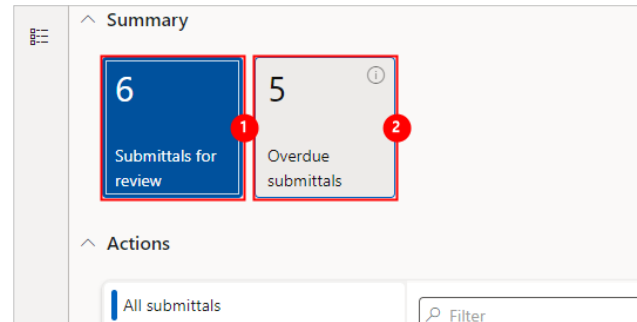 Summary
6
1
Submittals for
review
5
2
Overdue
submittals
Actions
All submittals
Filter